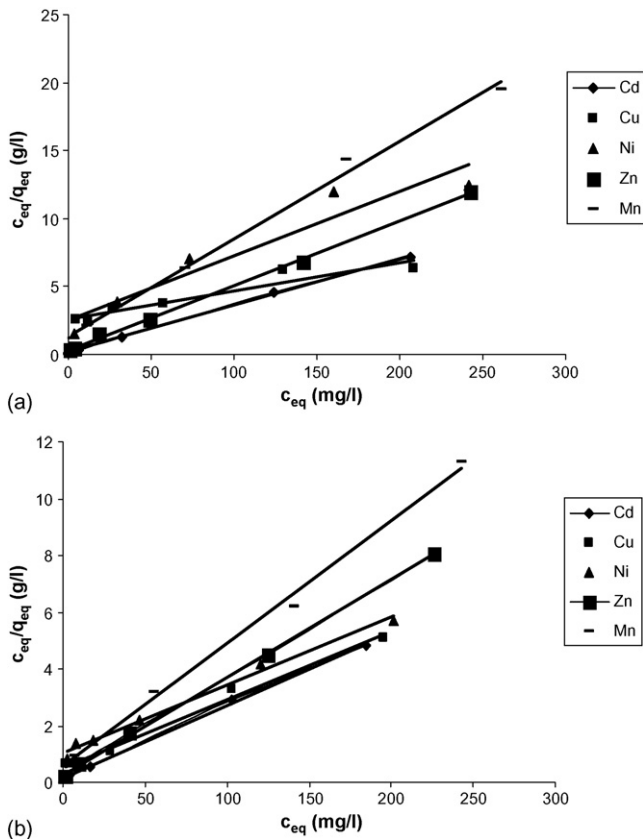 (a)
c_eq/q_eq (g/l)
25
20
15
10
5
0
0 50 100 150 200 250 300
c_eq (mg/l)
Cd
Cu
Ni
Zn
Mn
(b)
c_eq/q_eq (g/l)
12
10
8
6
4
2
0
0 50 100 150 200 250 300
c_eq (mg/l)
Cd
Cu
Ni
Zn
Mn